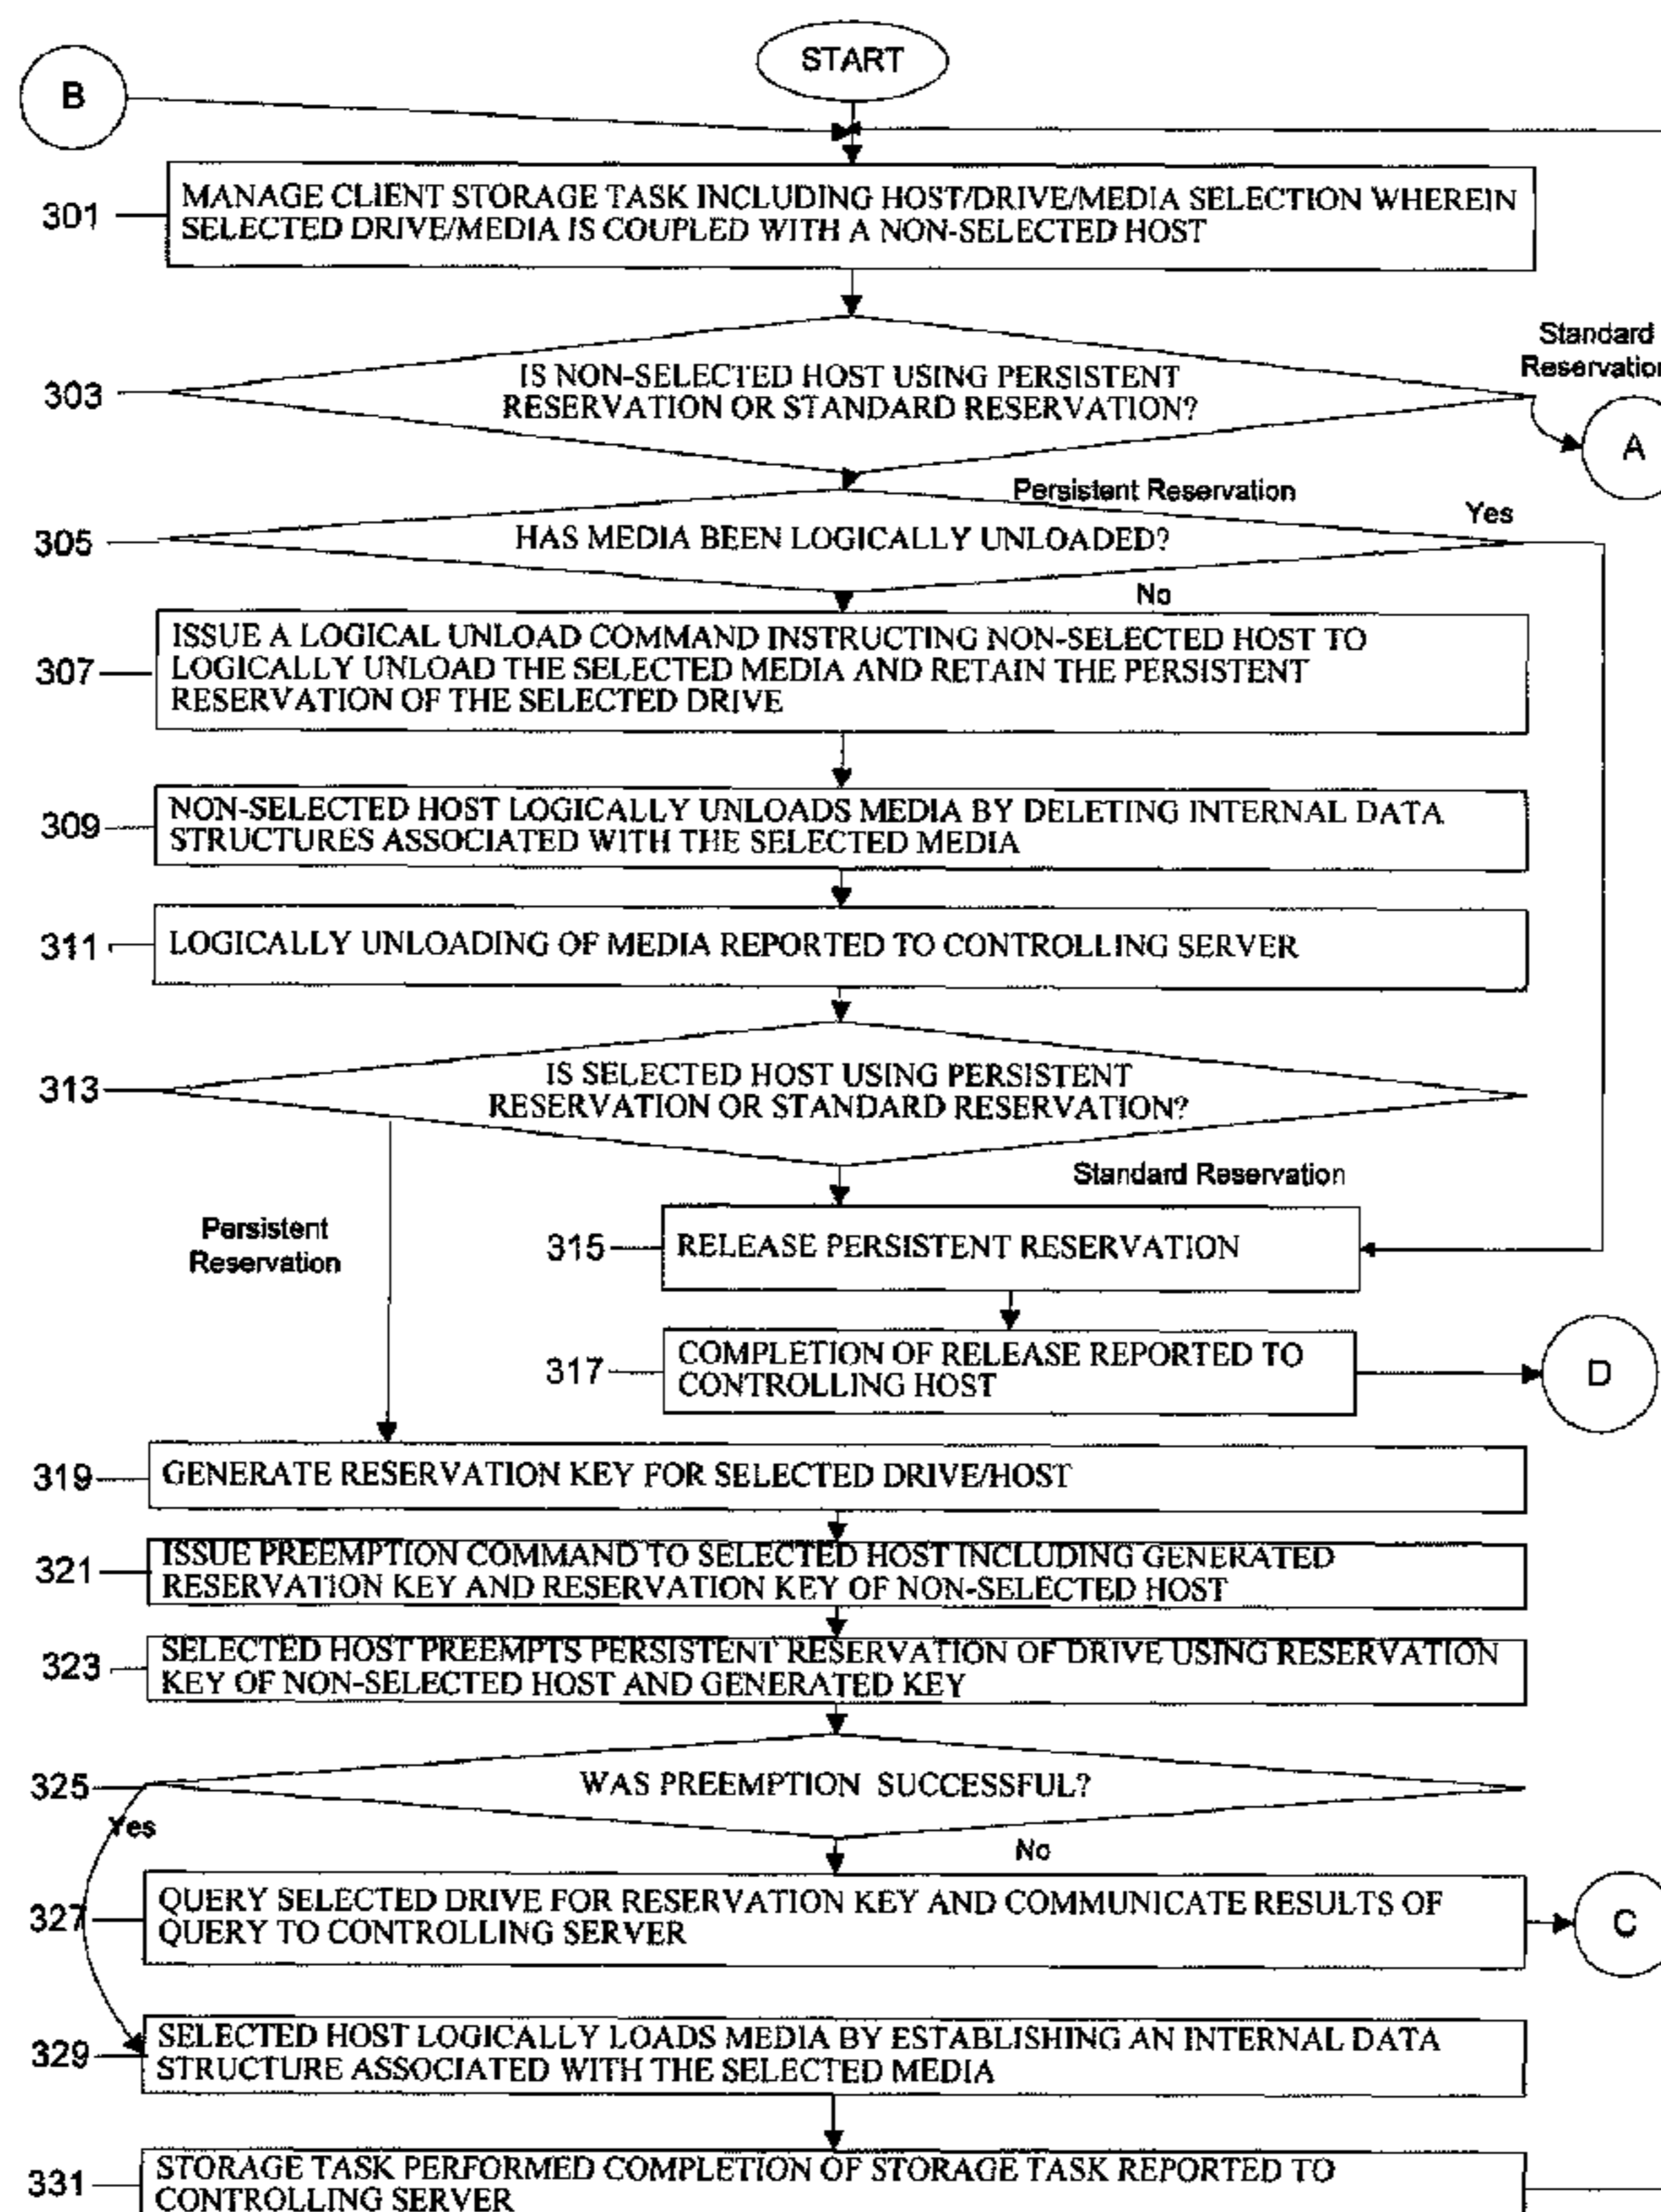 START
B
301
MANAGE CLIENT STORAGE TASK INCLUDING HOST/DRIVE/MEDIA SELECTION WHEREIN
SELECTED DRIVE/MEDIA IS COUPLED WITH A NON-SELECTED HOST
303
IS NON-SELECTED HOST USING PERSISTENT
RESERVATION OR STANDARD RESERVATION?
Standard
Reservation
A
Persistent Reservation
305
HAS MEDIA BEEN LOGICALLY UNLOADED?
Yes
No
307
ISSUE A LOGICAL UNLOAD COMMAND INSTRUCTING NON-SELECTED HOST TO
LOGICALLY UNLOAD THE SELECTED MEDIA AND RETAIN THE PERSISTENT
RESERVATION OF THE SELECTED DRIVE
309
NON-SELECTED HOST LOGICALLY UNLOADS MEDIA BY DELETING INTERNAL DATA
STRUCTURES ASSOCIATED WITH THE SELECTED MEDIA
311
LOGICALLY UNLOADING OF MEDIA REPORTED TO CONTROLLING SERVER
313
IS SELECTED HOST USING PERSISTENT
RESERVATION OR STANDARD RESERVATION?
Standard Reservation
Persistent
Reservation
315
RELEASE PERSISTENT RESERVATION
317
COMPLETION OF RELEASE REPORTED TO
CONTROLLING HOST
D
319
GENERATE RESERVATION KEY FOR SELECTED DRIVE/HOST
321
ISSUE PREEMPTION COMMAND TO SELECTED HOST INCLUDING GENERATED
RESERVATION KEY AND RESERVATION KEY OF NON-SELECTED HOST
323
SELECTED HOST PREEMPTS PERSISTENT RESERVATION OF DRIVE USING RESERVATION
KEY OF NON-SELECTED HOST AND GENERATED KEY
325
WAS PREEMPTION SUCCESSFUL?
Yes
No
327
QUERY SELECTED DRIVE FOR RESERVATION KEY AND COMMUNICATE RESULTS OF
QUERY TO CONTROLLING SERVER
C
329
SELECTED HOST LOGICALLY LOADS MEDIA BY ESTABLISHING AN INTERNAL DATA
STRUCTURE ASSOCIATED WITH THE SELECTED MEDIA
331
STORAGE TASK PERFORMED COMPLETION OF STORAGE TASK REPORTED TO
CONTROLLING SERVER